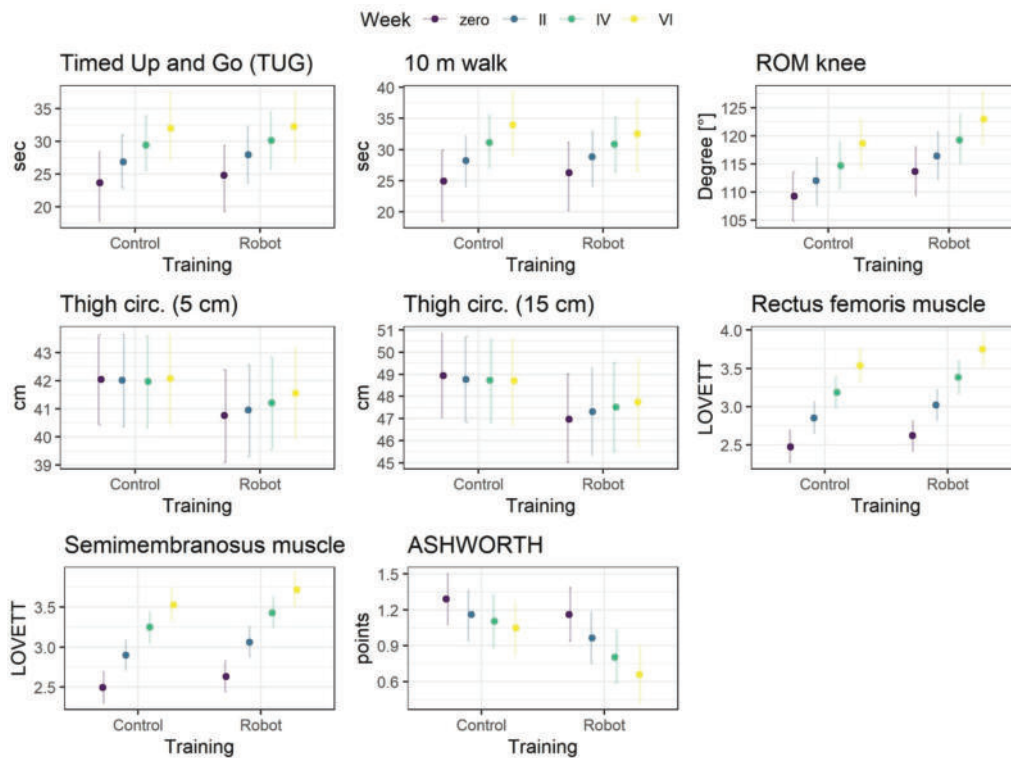 Week zero II IV VI
Timed Up and Go (TUG)
sec
35
30
25
20
Control Robot
Training
10 m walk
sec
40
35
30
25
20
Control Robot
Training
ROM knee
Degree [°]
125
120
115
110
105
Control Robot
Training
Thigh circ. (5 cm)
cm
43
42
41
40
39
Control Robot
Training
Thigh circ. (15 cm)
cm
51
50
49
48
47
46
45
Control Robot
Training
Rectus femoris muscle
LOVETT
4.0
3.5
3.0
2.5
Control Robot
Training
Semimembranosus muscle
LOVETT
3.5
3.0
2.5
Control Robot
Training
ASHWORTH
points
1.5
1.2
0.9
0.6
Control Robot
Training